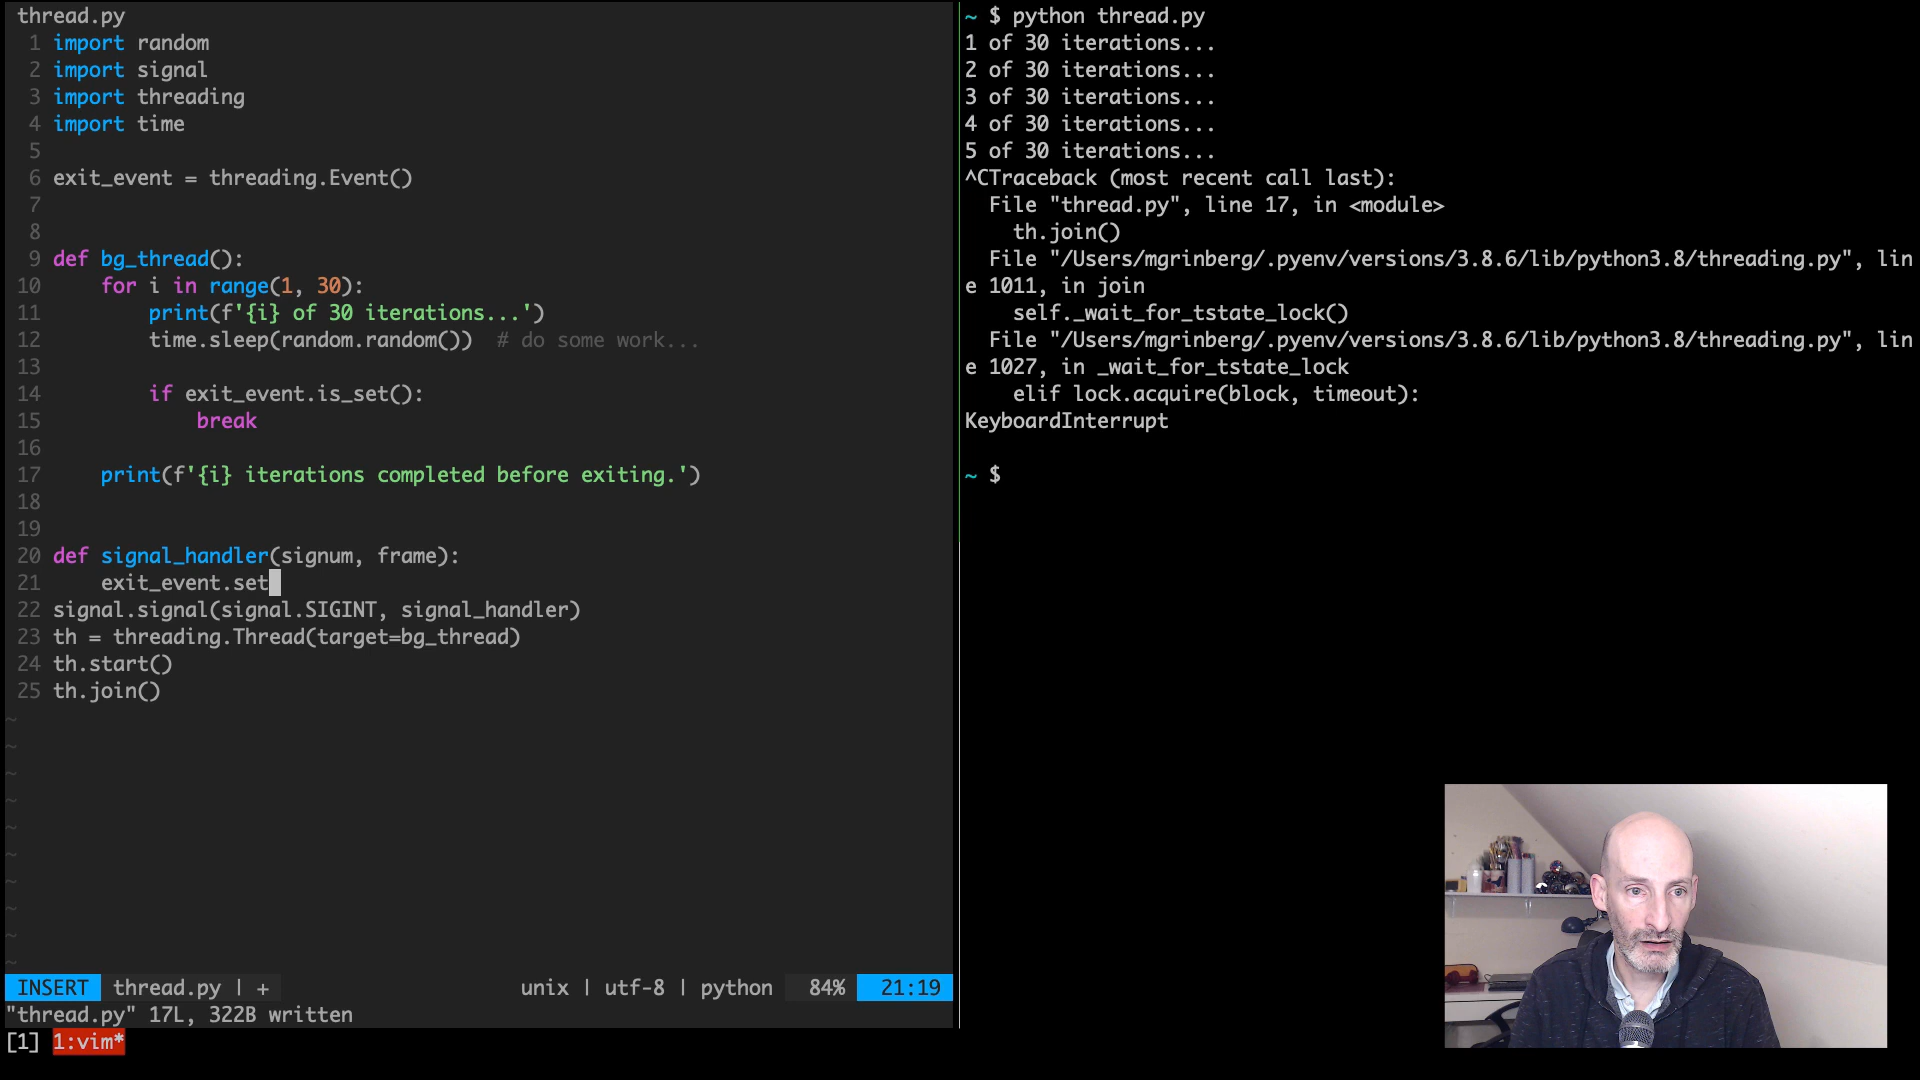 thread.py
1 import random
2 import signal
3 import threading
4 import time
5
6 exit_event = threading.Event()
7
8
9 def bg_thread():
10     for i in range(1, 30):
11         print(f'{i} of 30 iterations...')
12         time.sleep(random.random())  # do some work...
13
14         if exit_event.is_set():
15             break
16
17     print(f'{i} iterations completed before exiting.')
18
19
20 def signal_handler(signum, frame):
21     exit_event.set
22 signal.signal(signal.SIGINT, signal_handler)
23 th = threading.Thread(target=bg_thread)
24 th.start()
25 th.join()
~
~
~
~
~
~
~
~
~
~
INSERT thread.py | + unix | utf-8 | python 84% 21:19
"thread.py" 17L, 322B written
[1] 1:vim*
~ $ python thread.py
1 of 30 iterations...
2 of 30 iterations...
3 of 30 iterations...
4 of 30 iterations...
5 of 30 iterations...
^CTraceback (most recent call last):
  File "thread.py", line 17, in <module>
    th.join()
  File "/Users/mgrinberg/.pyenv/versions/3.8.6/lib/python3.8/threading.py", lin
e 1011, in join
    self._wait_for_tstate_lock()
  File "/Users/mgrinberg/.pyenv/versions/3.8.6/lib/python3.8/threading.py", lin
e 1027, in _wait_for_tstate_lock
    elif lock.acquire(block, timeout):
KeyboardInterrupt
~ $